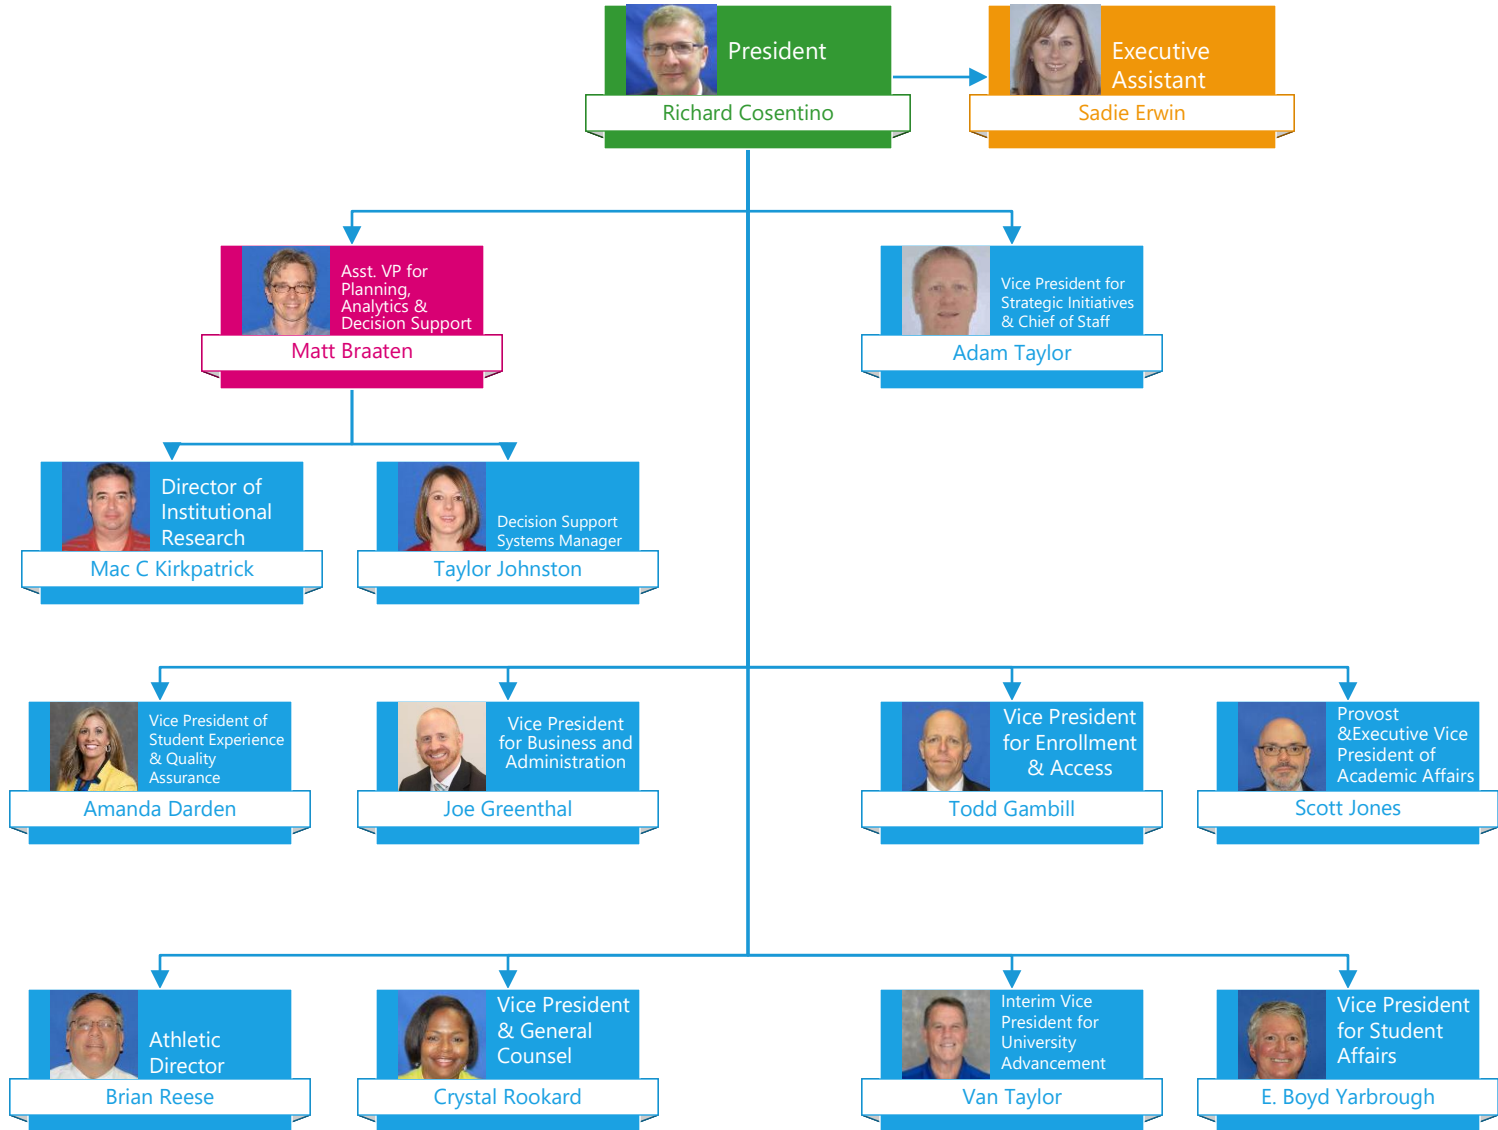 President
Richard Cosentino
Executive
Assistant
Sadie Erwin
Asst. VP for
Planning,
Analytics &
Decision Support
Matt Braaten
Vice President for
Strategic Initiatives
& Chief of Staff
Adam Taylor
Director of
Institutional
Research
Mac C Kirkpatrick
Decision Support
Systems Manager
Taylor Johnston
Vice President of
Student Experience
& Quality
Assurance
Amanda Darden
Vice President
for Business and
Administration
Joe Greenthal
Vice President
for Enrollment
& Access
Todd Gambill
Provost
&Executive Vice
President of
Academic Affairs
Scott Jones
Athletic
Director
Brian Reese
Vice President
& General
Counsel
Crystal Rookard
Interim Vice
President for
University
Advancement
Van Taylor
Vice President
for Student
Affairs
E. Boyd Yarbrough